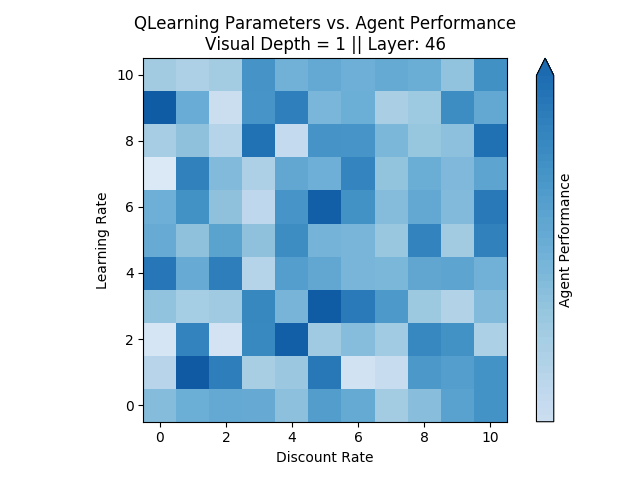 QLearning Parameters vs. Agent Performance
Visual Depth = 1 || Layer: 46
10
8
6
4
2
0
Learning Rate
0 2 4 6 8 10
Discount Rate
Agent Performance